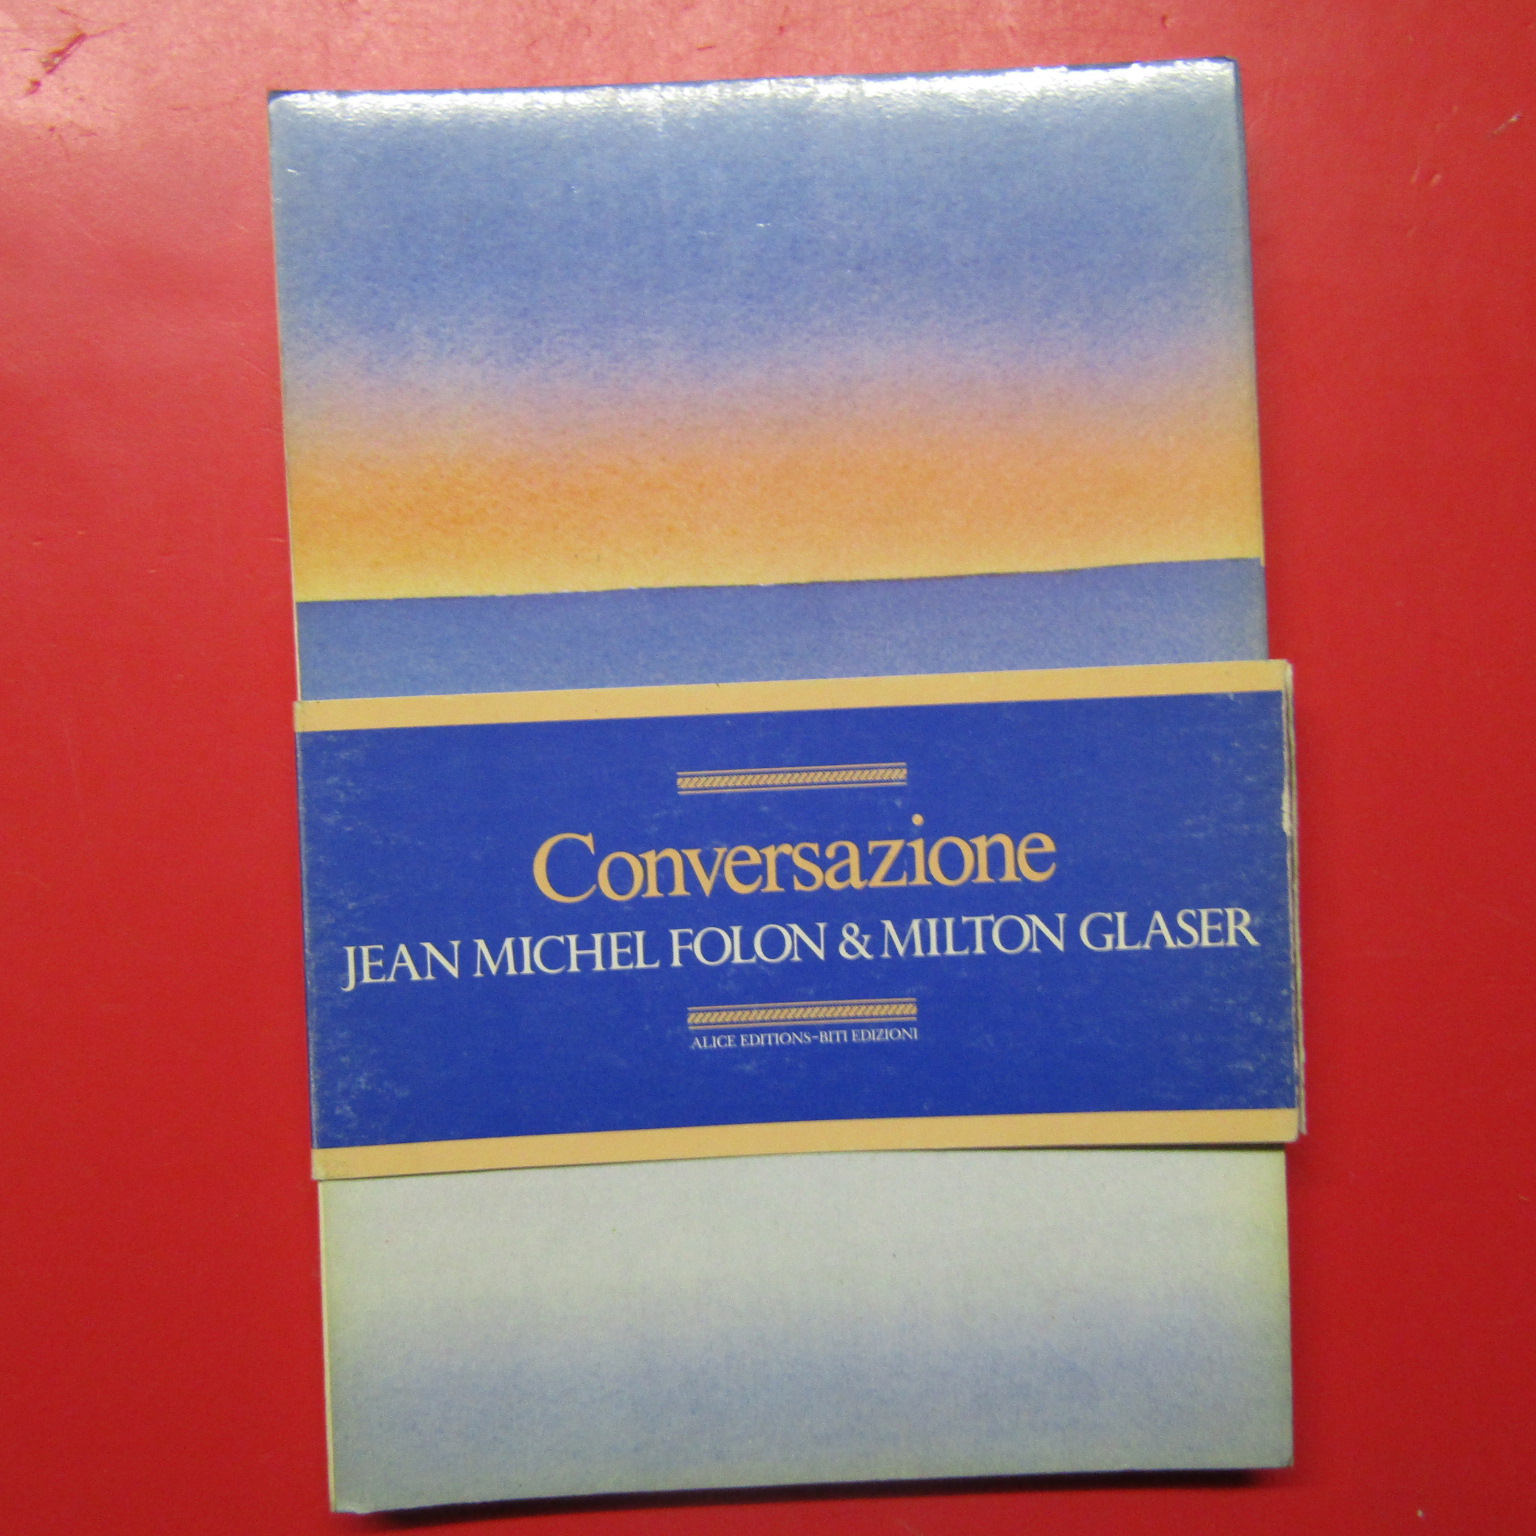 Conversazione
JEAN MICHEL FOLON & MILTON GLASER
ALICE EDITIONS-BITI EDIZIONI